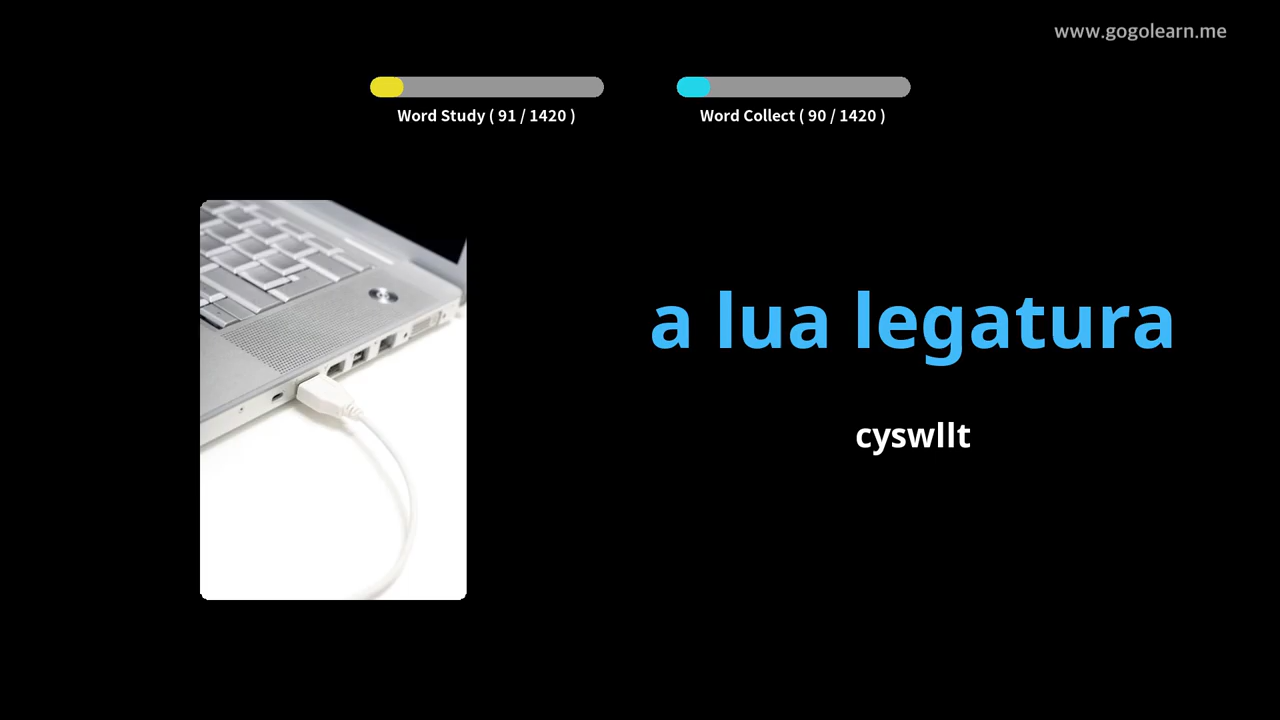 www.gogolearn.me
Word Study ( 91 / 1420 )
Word Collect ( 90 / 1420 )
a lua legatura
cyswllt